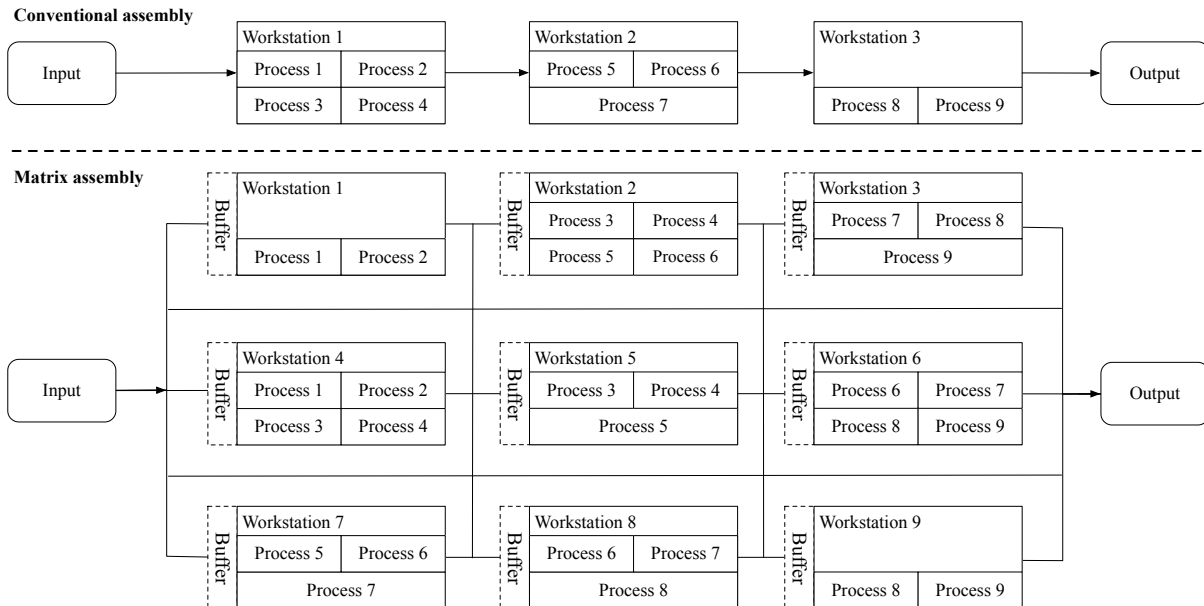 Conventional assembly
Input
Workstation 1
Process 1 Process 2
Process 3 Process 4
Workstation 2
Process 5 Process 6
Process 7
Workstation 3
Process 8 Process 9
Output
Matrix assembly
Input
Buffer
Workstation 1
Process 1 Process 2
Buffer
Workstation 2
Process 3 Process 4
Process 5 Process 6
Buffer
Workstation 3
Process 7 Process 8
Process 9
Buffer
Workstation 4
Process 1 Process 2
Process 3 Process 4
Buffer
Workstation 5
Process 3 Process 4
Process 5
Buffer
Workstation 6
Process 6 Process 7
Process 8 Process 9
Buffer
Workstation 7
Process 5 Process 6
Process 7
Buffer
Workstation 8
Process 6 Process 7
Process 8
Buffer
Workstation 9
Process 8 Process 9
Output